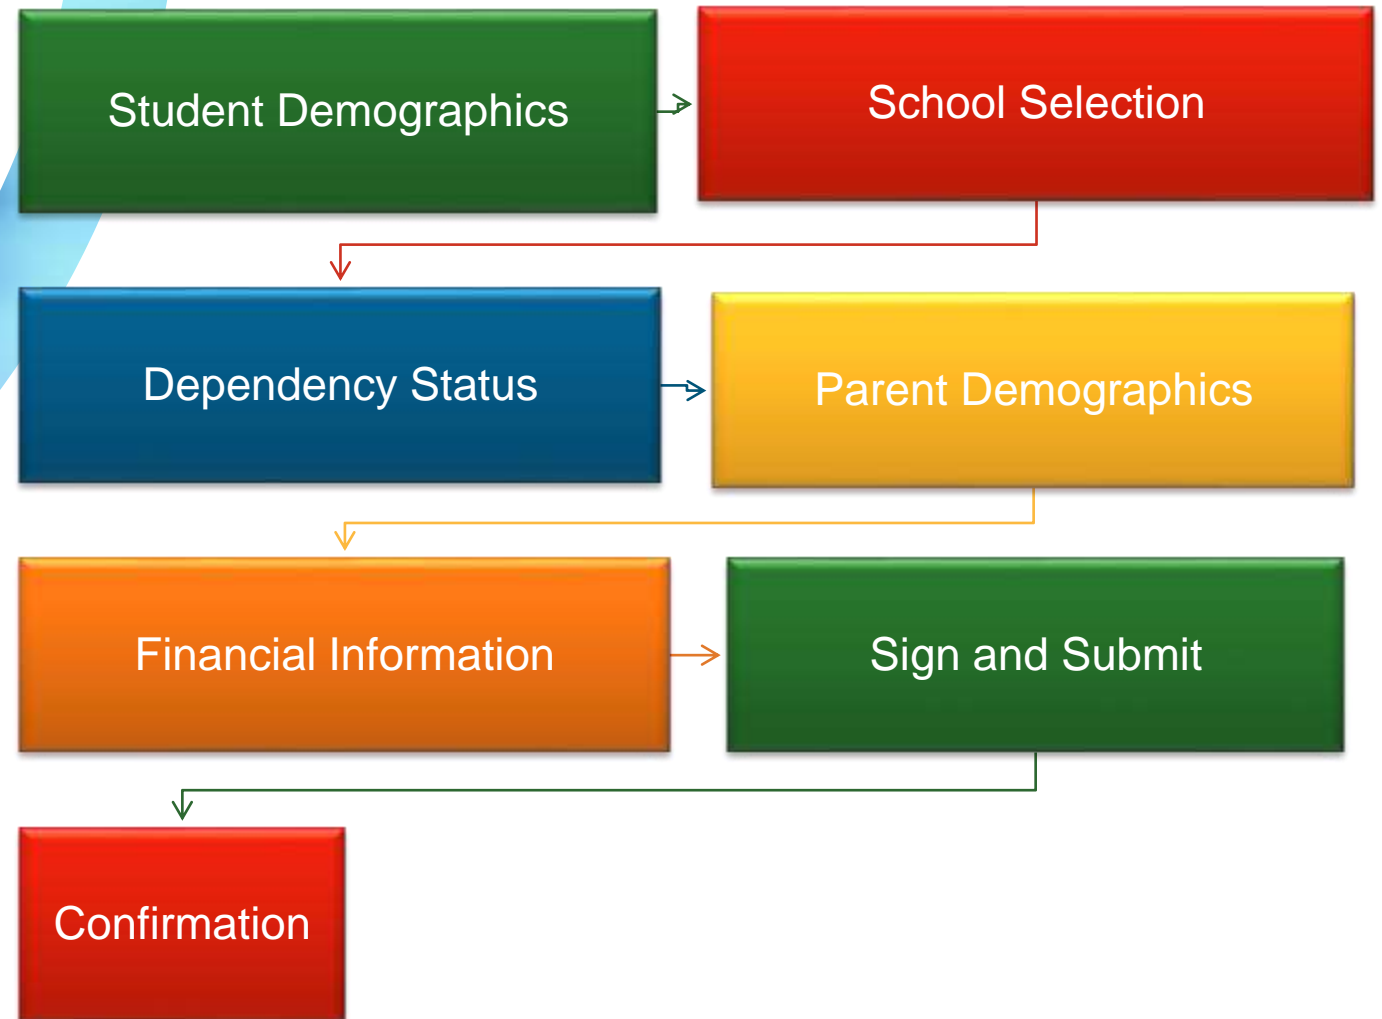 Student Demographics
School Selection
Dependency Status
Parent Demographics
Financial Information
Sign and Submit
Confirmation